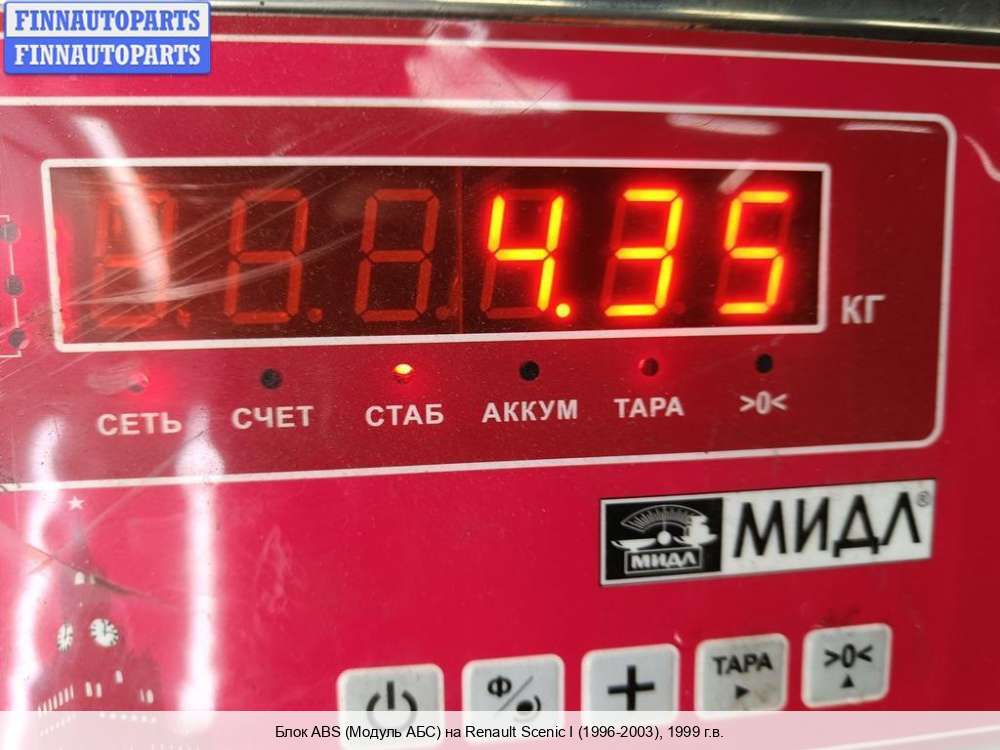 FINNAUTOPARTS
FINNAUTOPARTS
4.35
КГ
СЕТЬ СЧЕТ СТАБ АККУМ ТАРА >0<
МИДЛ МИДЛ®
Ф ТАРА >0<
Блок ABS (Модуль АБС) на Renault Scenic I (1996-2003), 1999 г.в.